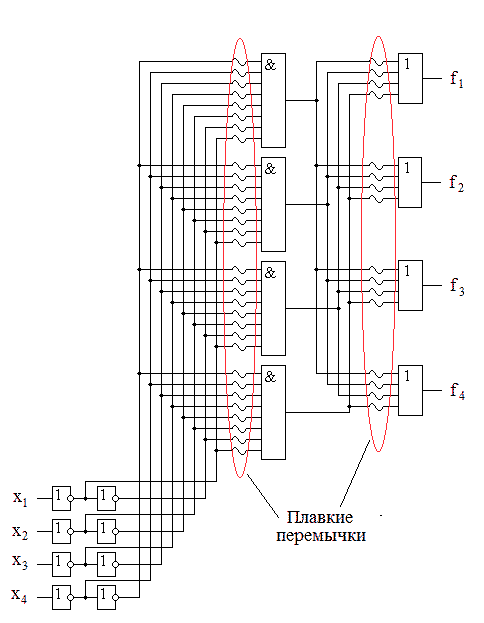 &
1
f1
&
1
f2
&
1
f3
&
1
f4
x1 1 1
x2 1 1
x3 1 1
x4 1 1
Плавкие
перемычки